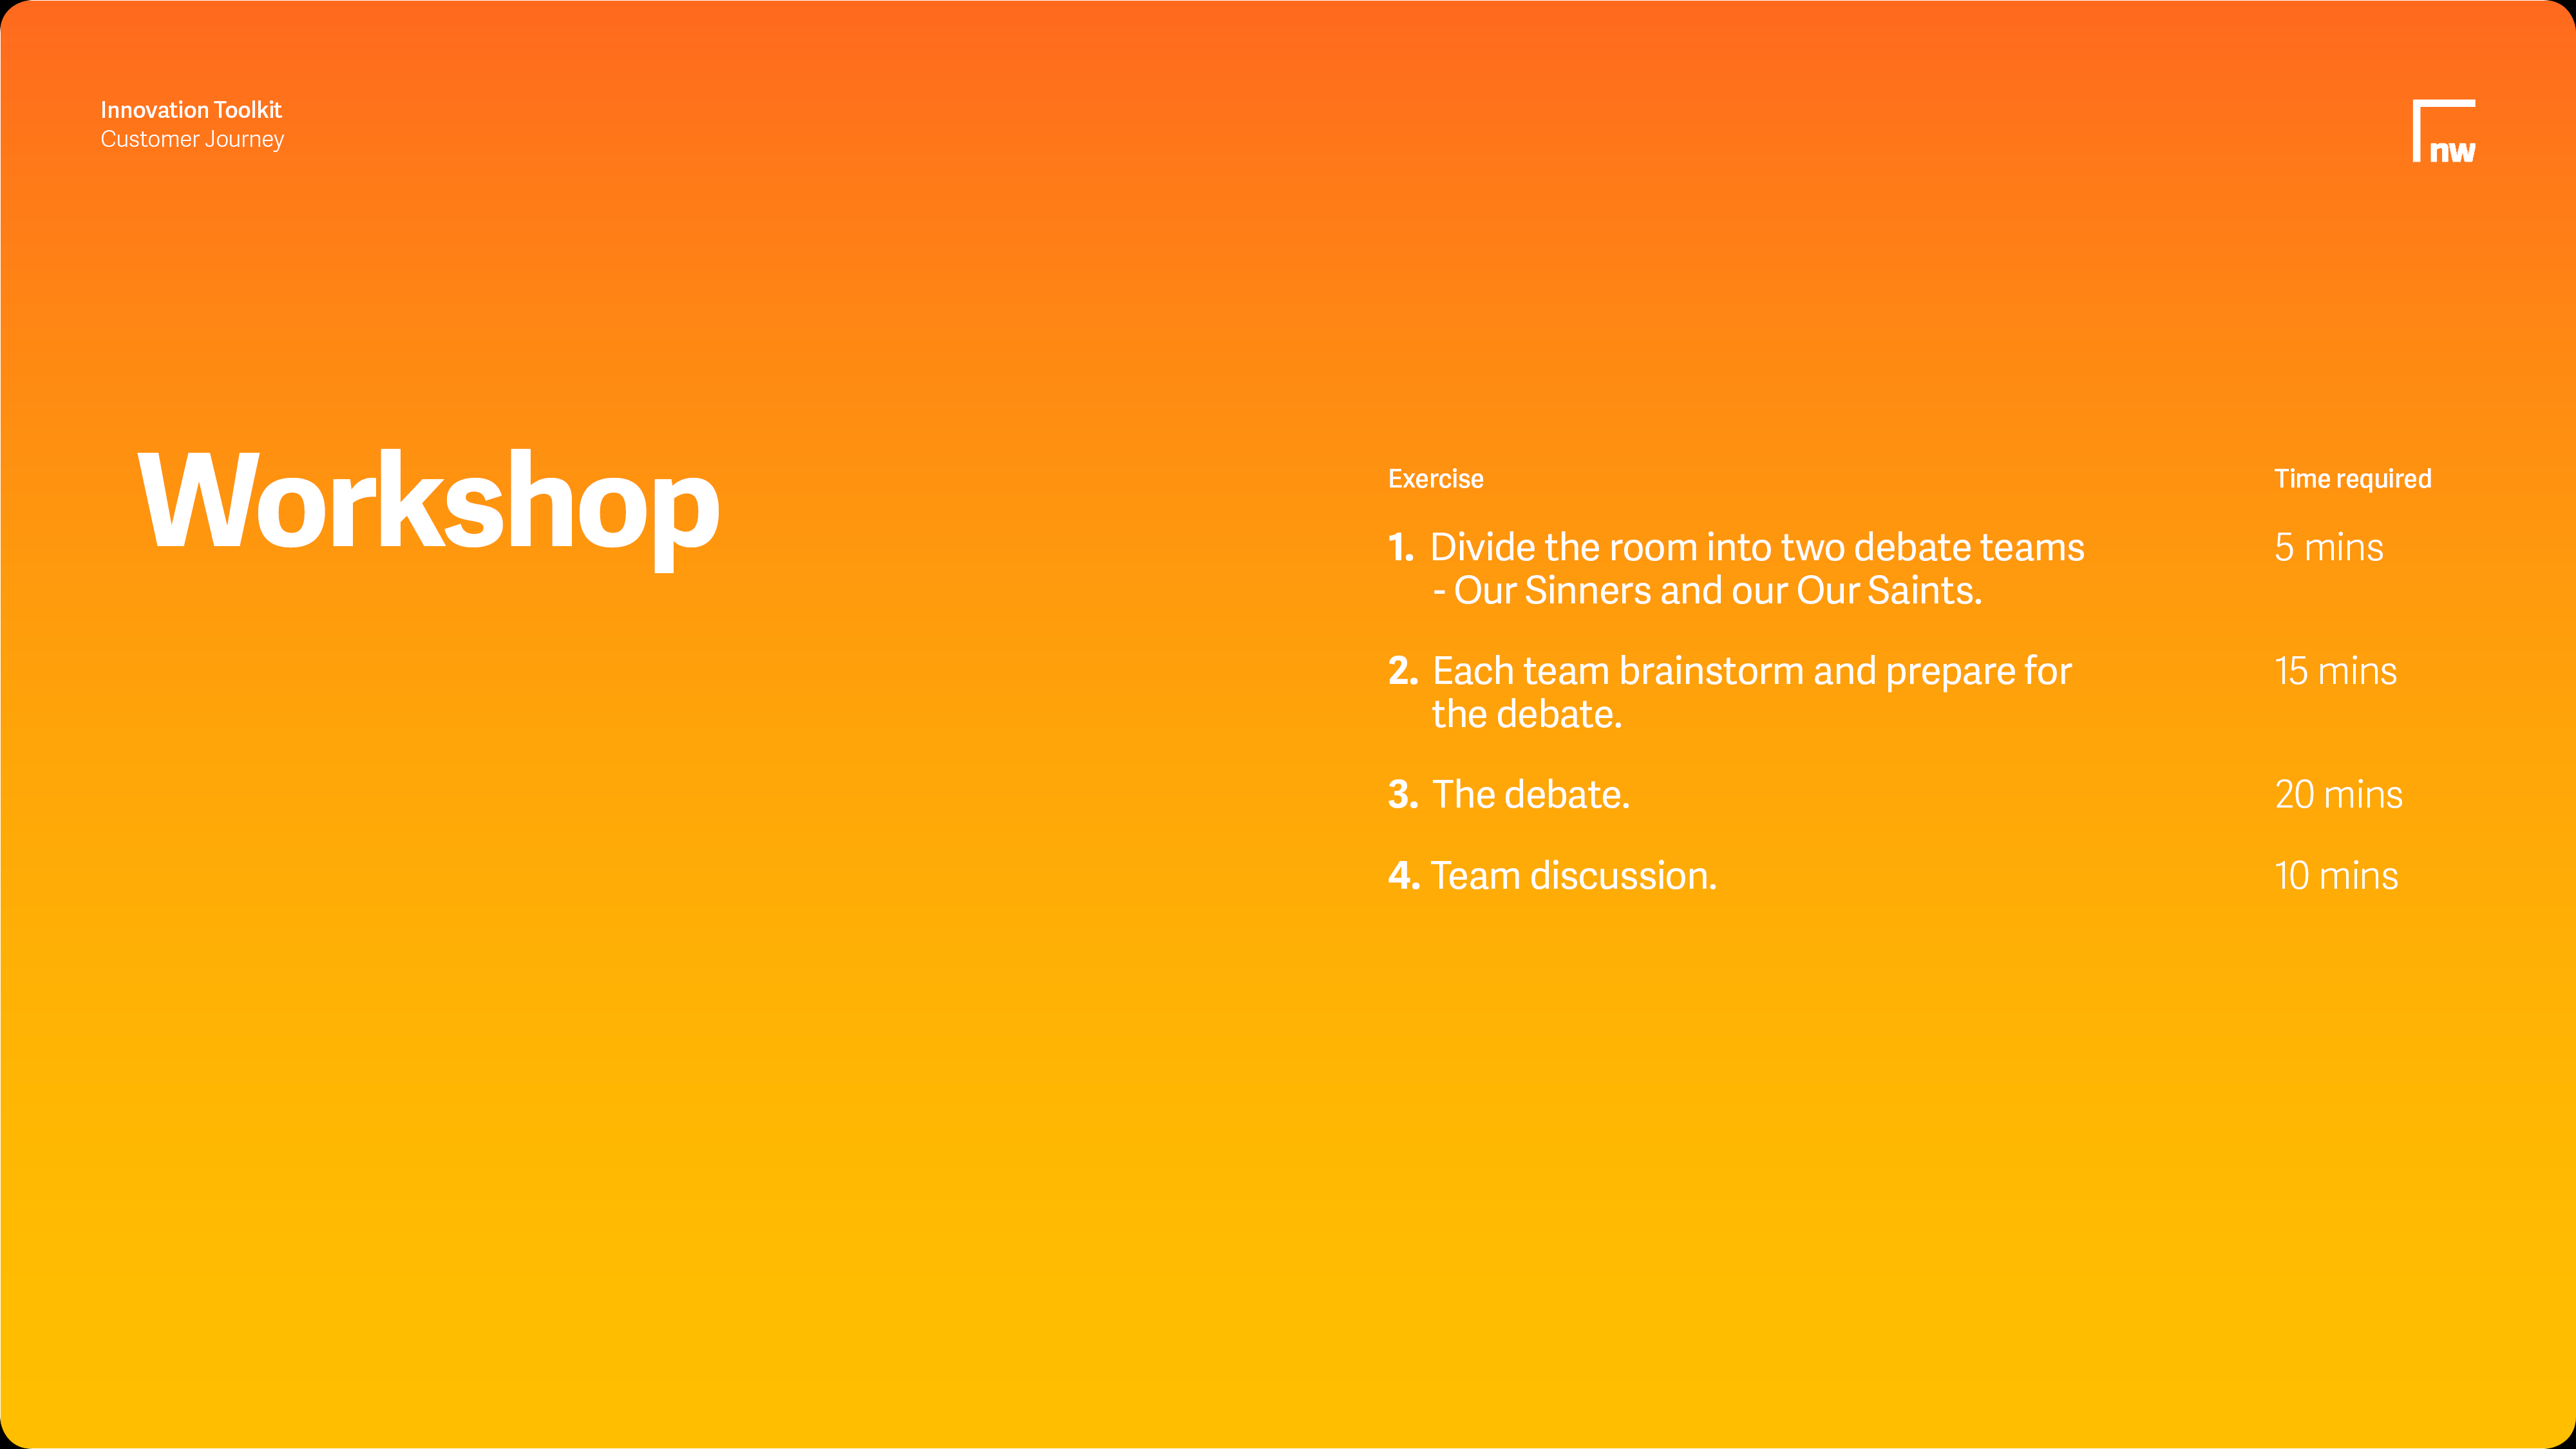 Innovation Toolkit
Customer Journey
nw
Workshop
Exercise
Time required
1. Divide the room into two debate teams
- Our Sinners and our Our Saints.
5 mins
2. Each team brainstorm and prepare for
the debate.
15 mins
3. The debate.
20 mins
4. Team discussion.
10 mins